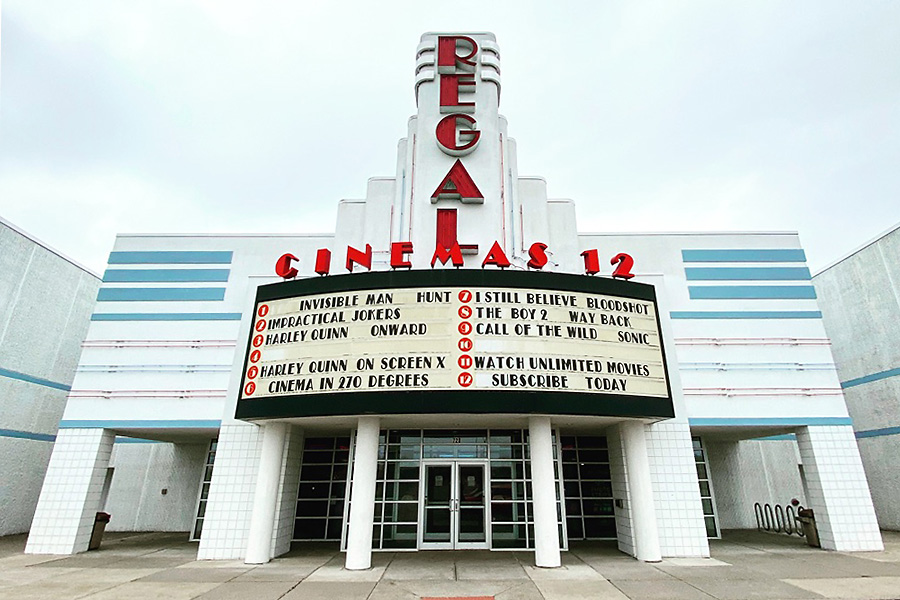 REGAL
CINEMAS 12
1 INVISIBLE MAN HUNT
2 IMPRACTICAL JOKERS
3 HARLEY QUINN ONWARD
4
5 HARLEY QUINN ON SCREEN X
6 CINEMA IN 270 DEGREES
7 I STILL BELIEVE BLOODSHOT
8 THE BOY 2 WAY BACK
9 CALL OF THE WILD SONIC
10
11 WATCH UNLIMITED MOVIES
12 SUBSCRIBE TODAY